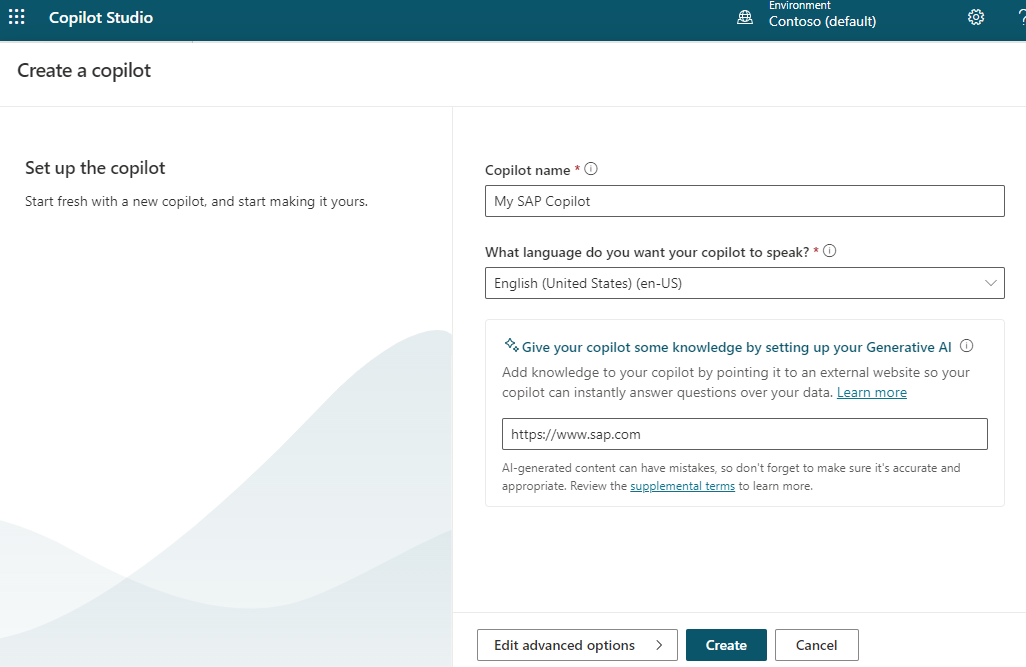 Copilot Studio
Environment
Contoso (default)
?
Create a copilot
Set up the copilot
Start fresh with a new copilot, and start making it yours.
Copilot name *
My SAP Copilot
What language do you want your copilot to speak? *
English (United States) (en-US)
Give your copilot some knowledge by setting up your Generative AI
Add knowledge to your copilot by pointing it to an external website so your
copilot can instantly answer questions over your data. Learn more
https://www.sap.com
AI-generated content can have mistakes, so don't forget to make sure it's accurate and
appropriate. Review the supplemental terms to learn more.
Edit advanced options
Create
Cancel